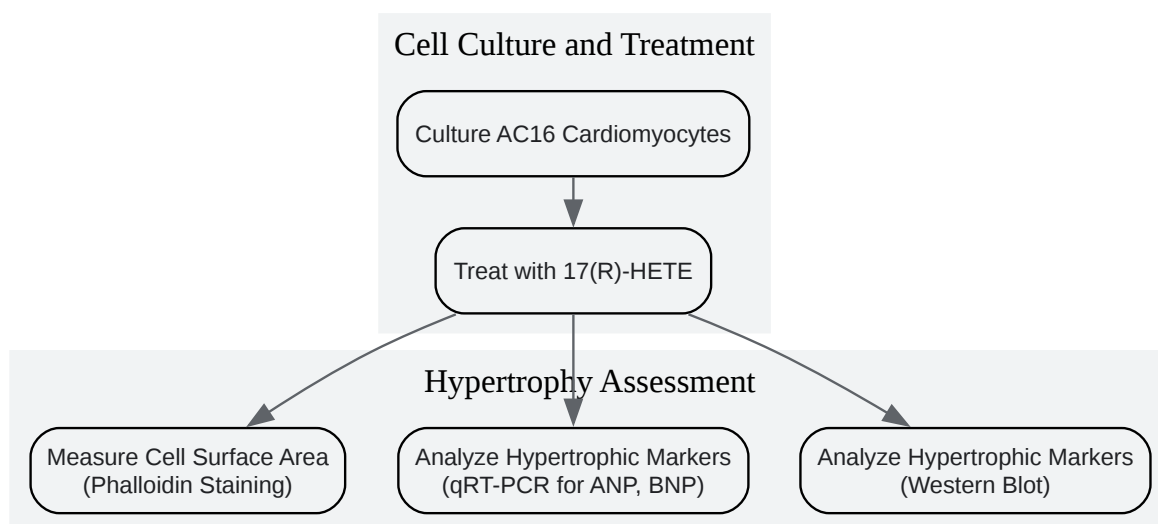 Cell Culture and Treatment
Culture AC16 Cardiomyocytes
Treat with 17(R)-HETE
Hypertrophy Assessment
Measure Cell Surface Area
(Phalloidin Staining)
Analyze Hypertrophic Markers
(qRT-PCR for ANP, BNP)
Analyze Hypertrophic Markers
(Western Blot)